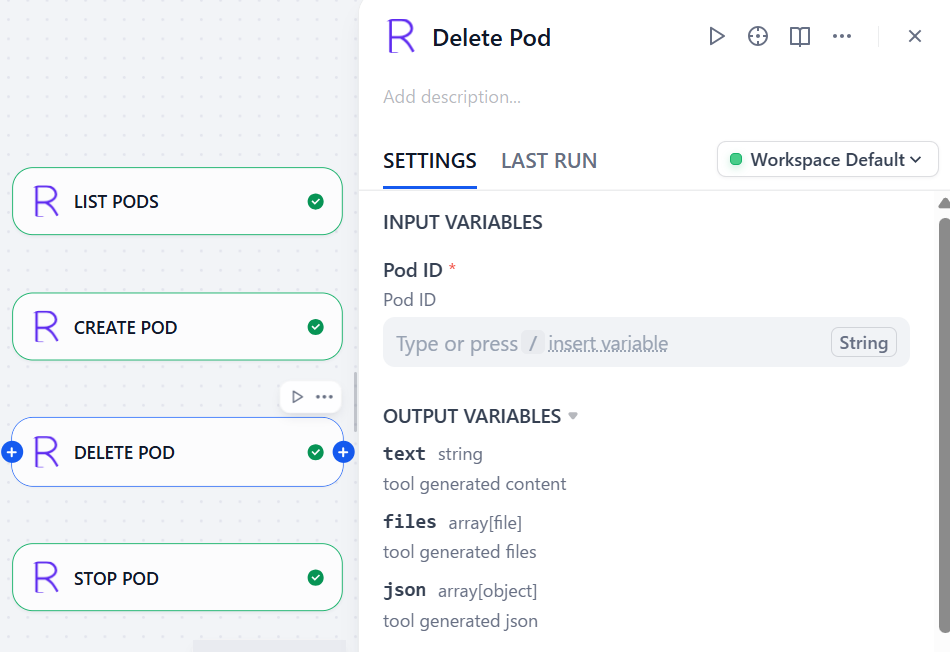 LIST PODS
CREATE POD
DELETE POD
STOP POD
Delete Pod
Add description...
SETTINGS LAST RUN Workspace Default
INPUT VARIABLES
Pod ID *
Pod ID
Type or press / insert variable String
OUTPUT VARIABLES
text string
tool generated content
files array[file]
tool generated files
json array[object]
tool generated json